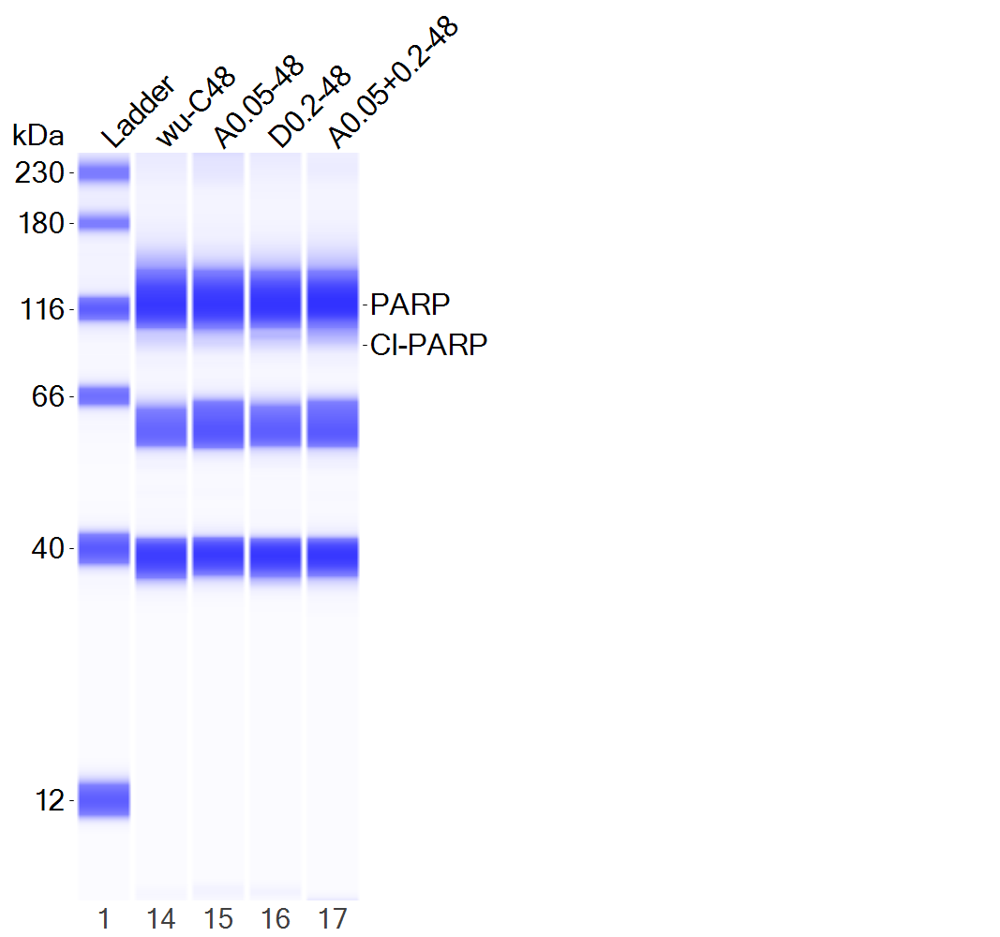 kDa
Ladder
wu-C48
A0.05-48
D0.2-48
A0.05+0.2-48
230
180
116
66
40
12
PARP
Cl-PARP
1 14 15 16 17